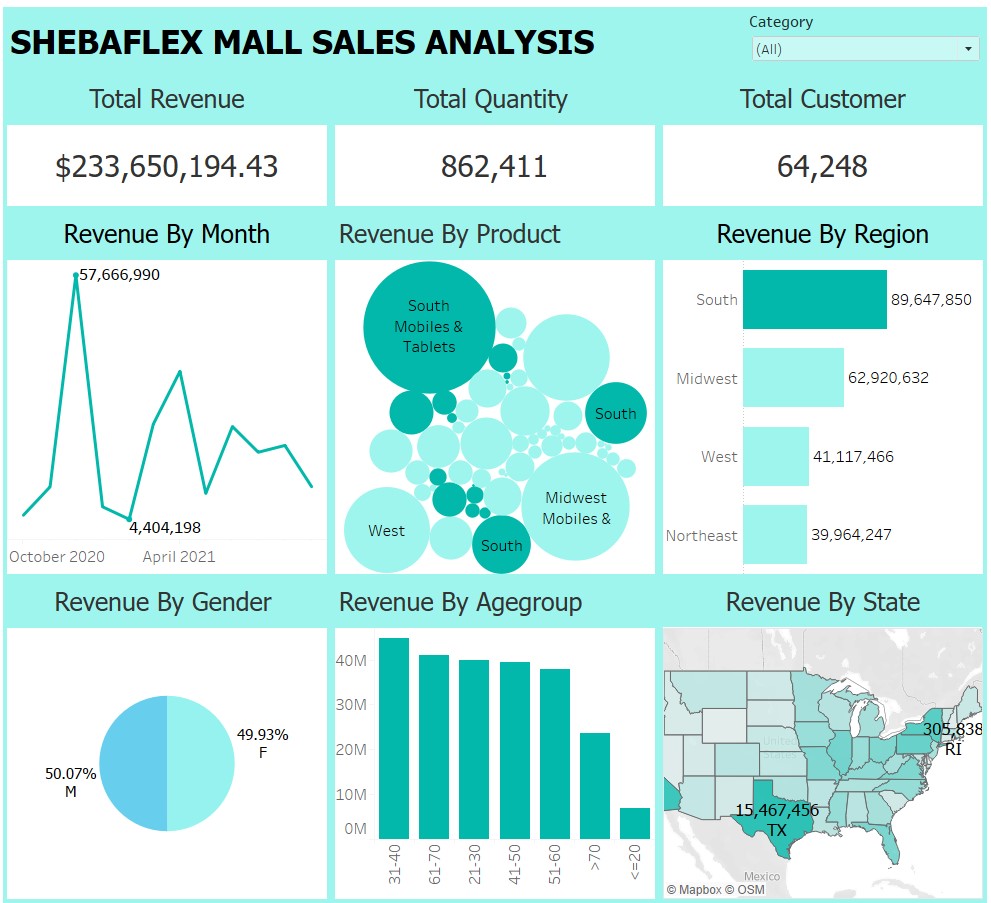 SHEBAFLEX MALL SALES ANALYSIS
Category
(All)
Total Revenue
Total Quantity
Total Customer
$233,650,194.43
862,411
64,248
Revenue By Month
Revenue By Product
Revenue By Region
57,666,990
4,404,198
October 2020
April 2021
South
Mobiles &
Tablets
South
Midwest
Mobiles &
West
South
South
89,647,850
Midwest
62,920,632
West
41,117,466
Northeast
39,964,247
Revenue By Gender
Revenue By Agegroup
Revenue By State
49.93%
F
50.07%
M
40M
30M
20M
10M
0M
31-40
61-70
21-30
41-50
51-60
>70
<=20
United
States
305,838
RI
15,467,456
TX
Mexico
© Mapbox © OSM